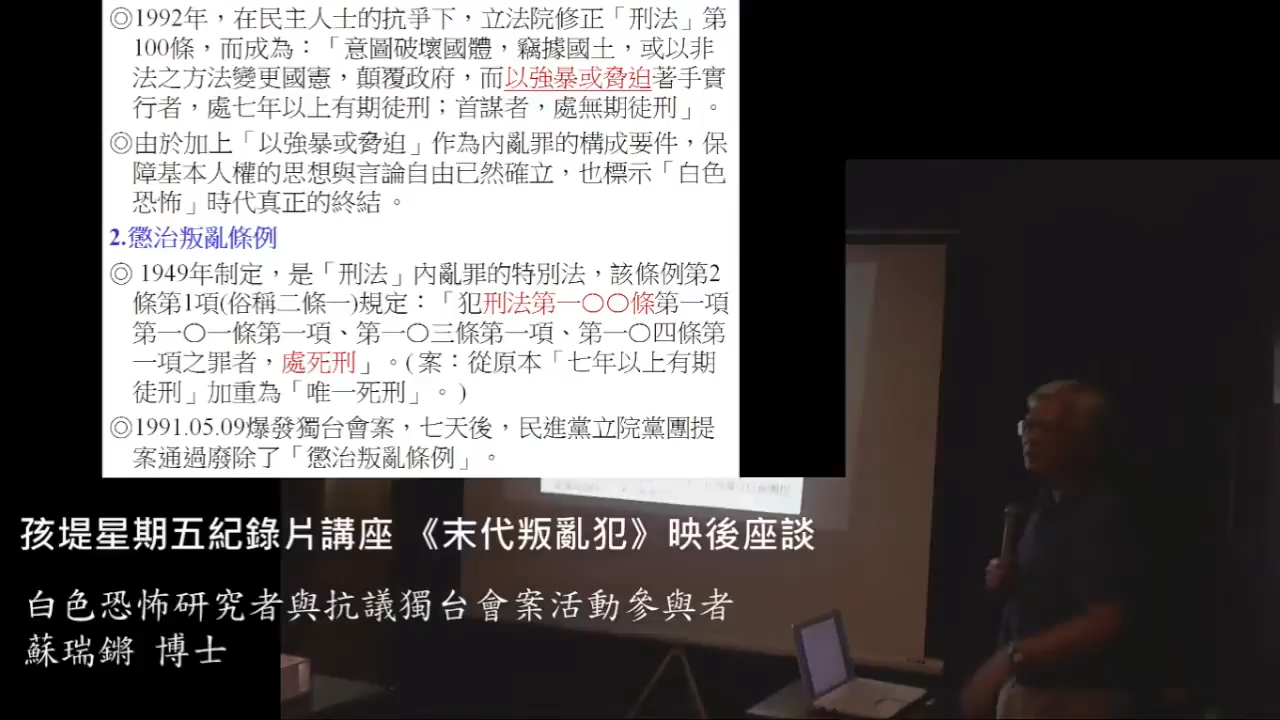 ◎1992年，在民主人士的抗爭下，立法院修正「刑法」第
100條，而成為：「意圖破壞國體，竊據國土，或以非
法之方法變更國憲，顛覆政府，而以強暴或脅迫著手實
行者，處七年以上有期徒刑；首謀者，處無期徒刑」。
◎由於加上「以強暴或脅迫」作為內亂罪的構成要件，保
障基本人權的思想與言論自由已然確立，也標示「白色
恐怖」時代真正的終結。
2.懲治叛亂條例
◎ 1949年制定，是「刑法」內亂罪的特別法，該條例第2
條第1項(俗稱二條一)規定：「犯刑法第一〇〇條第一項
第一〇一條第一項、第一〇三條第一項、第一〇四條第
一項之罪者，處死刑」。(案：從原本「七年以上有期
徒刑」加重為「唯一死刑」。)
◎1991.05.09爆發獨台會案，七天後，民進黨立院黨團提
案通過廢除了「懲治叛亂條例」。
孩堤星期五紀錄片講座《末代叛亂犯》映後座談
白色恐怖研究者與抗議獨台會案活動參與者
蘇瑞鏘 博士